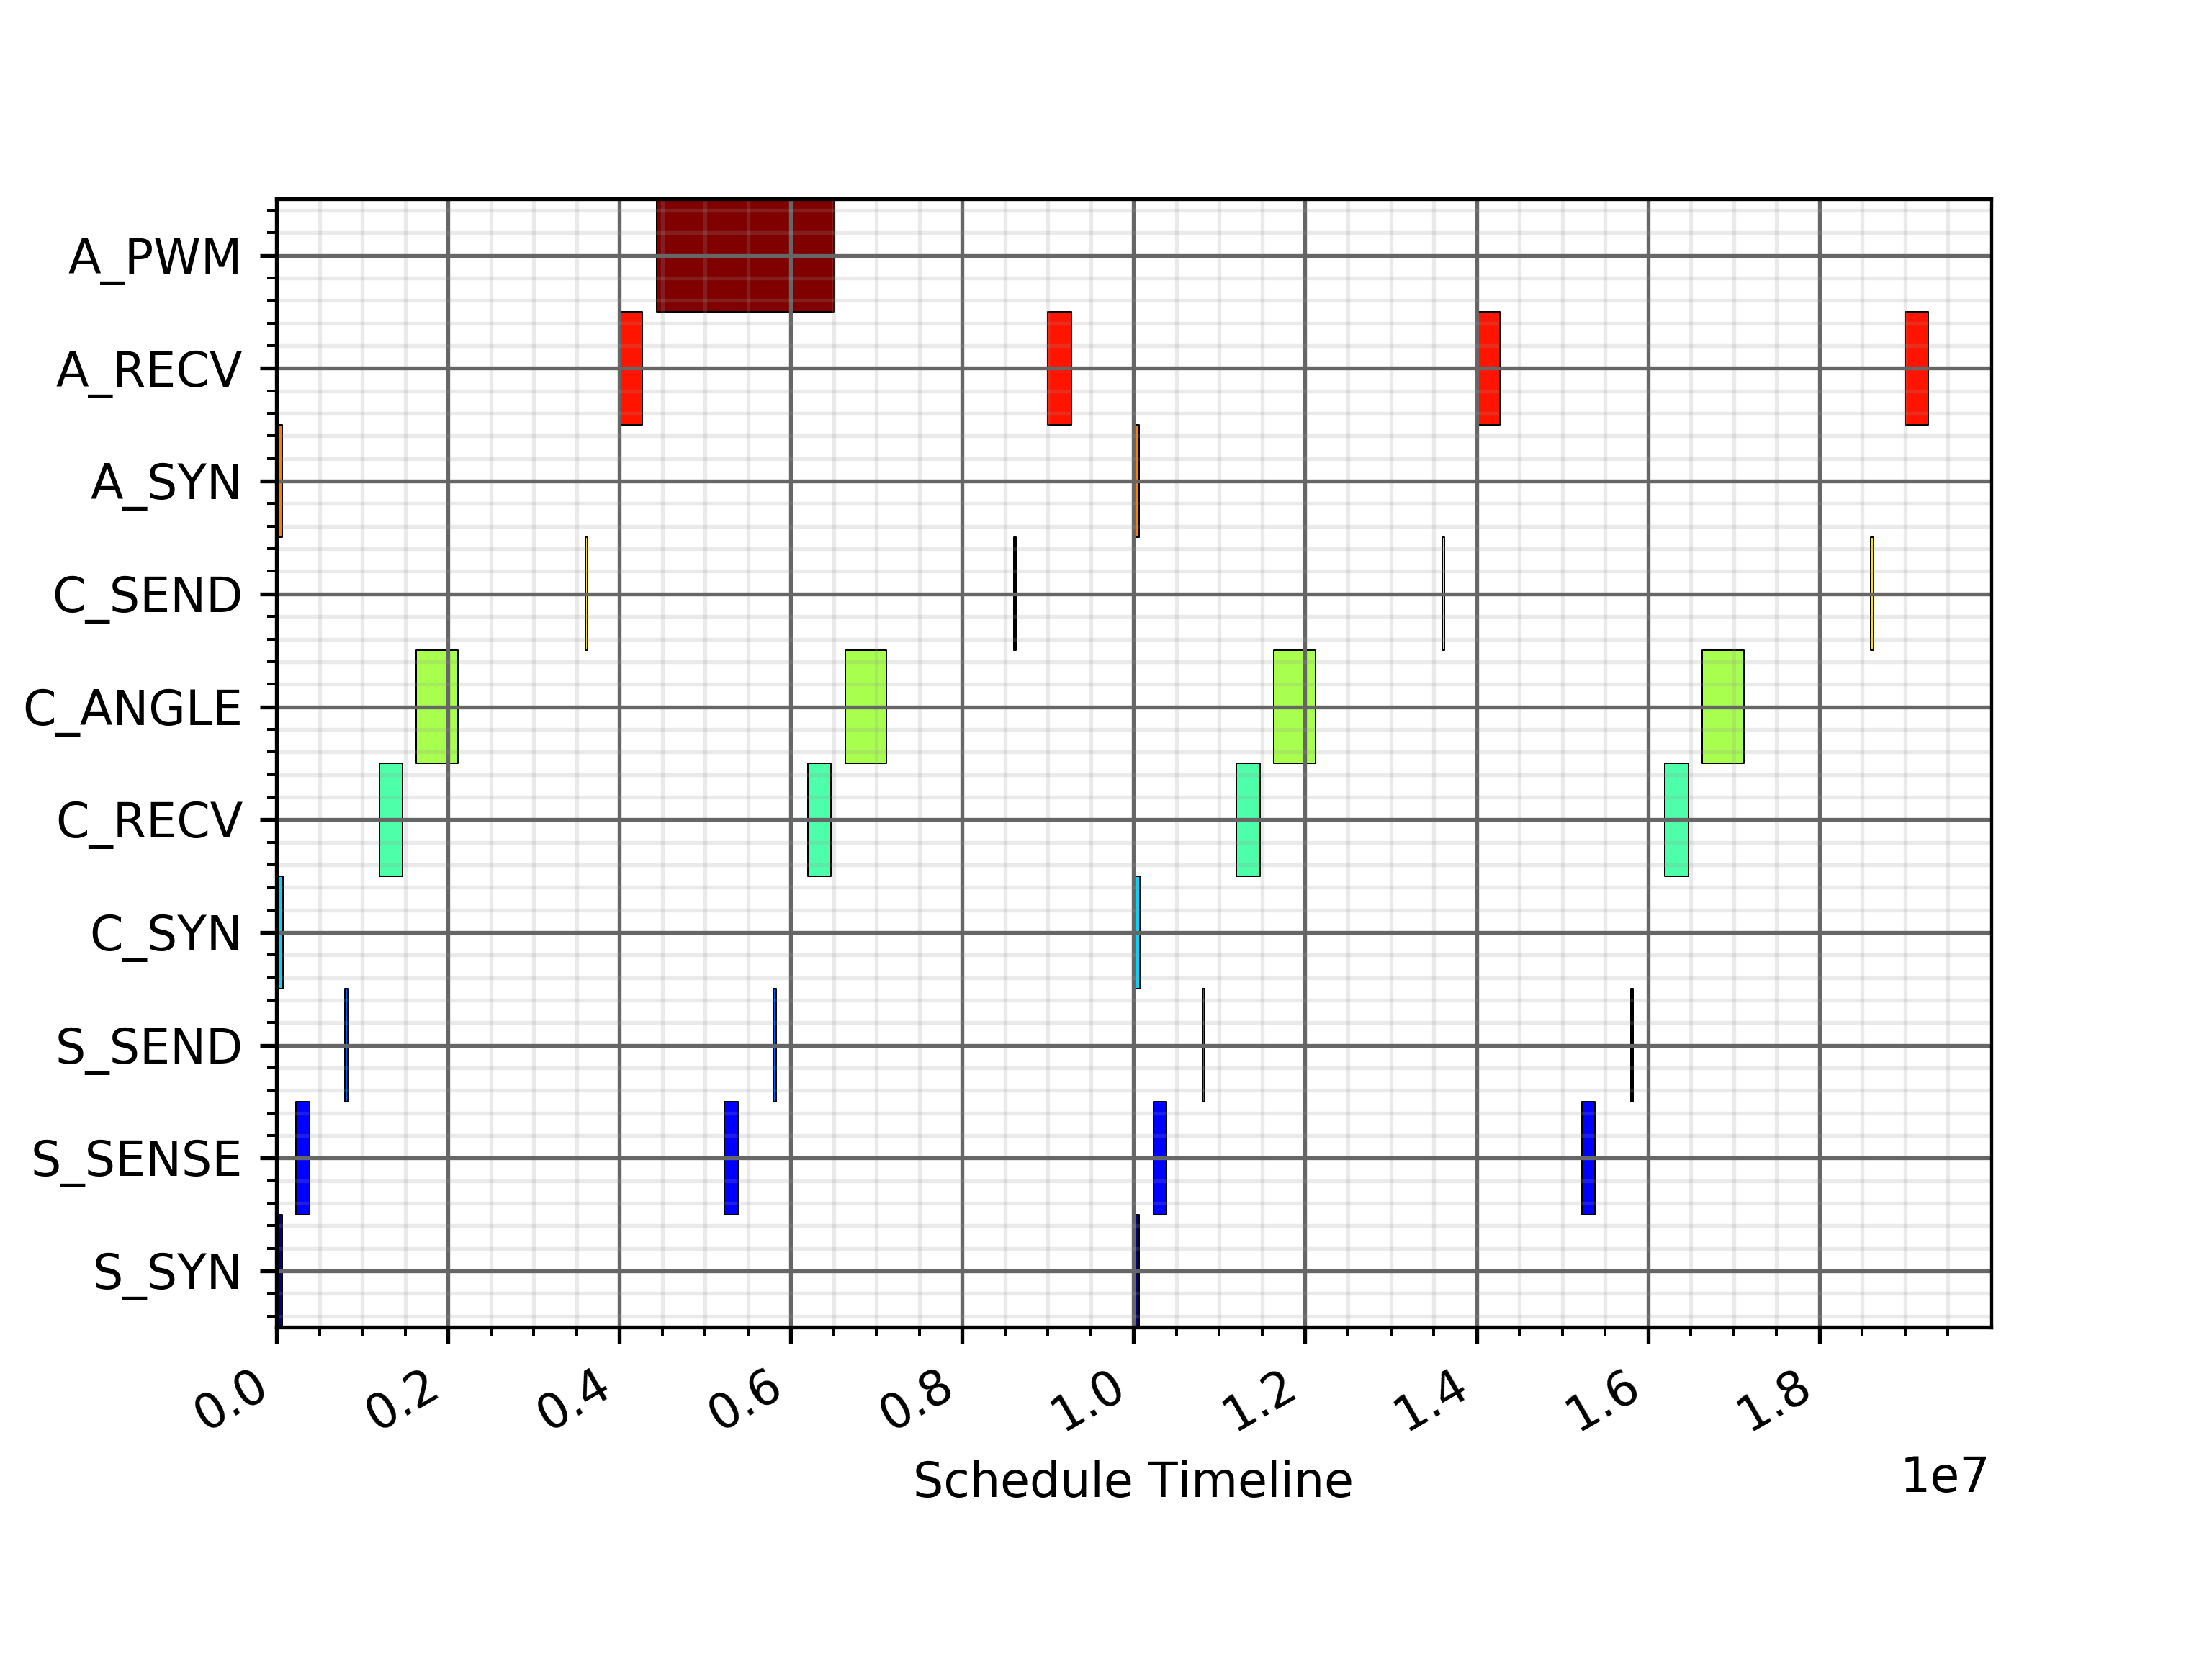 A_PWM
A_RECV
A_SYN
C_SEND
C_ANGLE
C_RECV
C_SYN
S_SEND
S_SENSE
S_SYN
0.0 0.2 0.4 0.6 0.8 1.0 1.2 1.4 1.6 1.8
Schedule Timeline
1e7